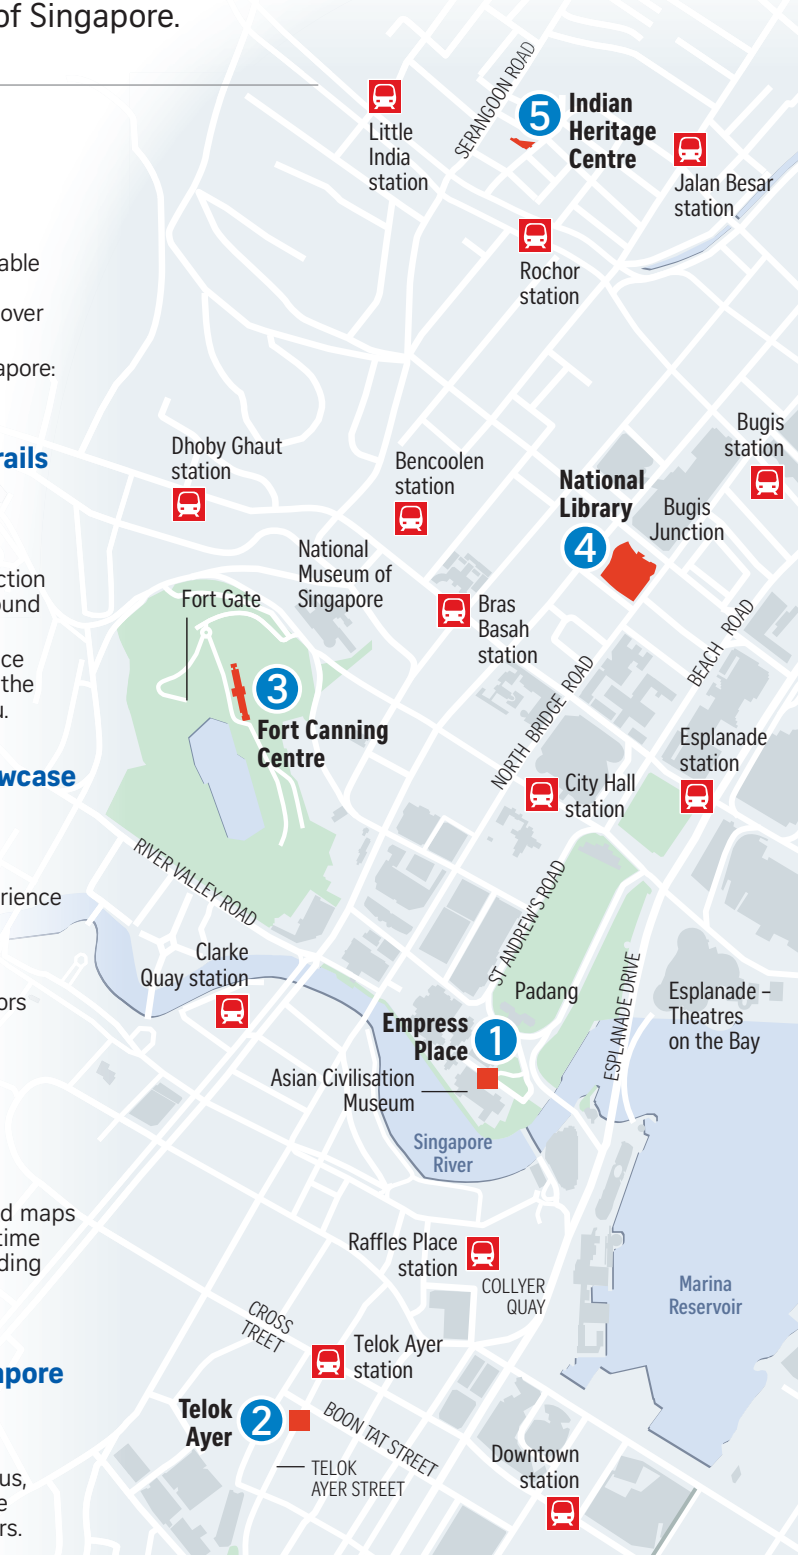 of Singapore.
able
over
apore:
rails
ction
ound
ce
the
u.
wcase
rience
ors
d maps
time
ding
apore
us,
e
rs.
SERANGOON ROAD
5
Indian
Heritage
Centre
Little
India
station
Jalan Besar
station
Rochor
station
Bugis
station
Dhoby Ghaut
station
Bencoolen
station
National
Library
4
Bugis
Junction
National
Museum of
Singapore
Fort Gate
Bras
Basah
station
BEACH ROAD
3
Fort Canning
Centre
NORTH BRIDGE ROAD
Esplanade
station
City Hall
station
RIVER VALLEY ROAD
ST ANDREW'S ROAD
Clarke
Quay station
ESPLANADE DRIVE
Padang
Esplanade –
Theatres
on the Bay
Empress
Place
1
Asian Civilisation
Museum
Singapore
River
Raffles Place
station
COLLYER
QUAY
Marina
Reservoir
CROSS
TREET
Telok Ayer
station
Telok
Ayer
2
BOON TAT STREET
TELOK
AYER STREET
Downtown
station